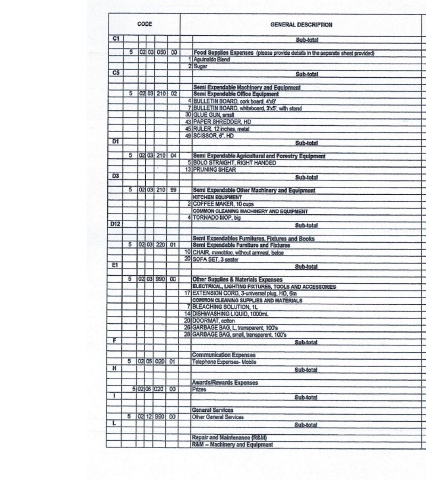 CODE GENERAL DESCRIPTION
C1 Sub-total
5 02 03 050 00 Food Supplies Expenses (please provide details in the separate sheet provided)
1 Aguinaldo Blend
2 Sugar
C5 Sub-total
Semi Expendable Machinery and Equipment
5 02 03 210 02 Semi Expendable Office Equipment
4 BULLETIN BOARD, cork board, 4'x6'
7 BULLETIN BOARD, whiteboard, 3'x5', with stand
30 GLUE GUN, small
43 PAPER SHREDDER, HD
45 RULER, 12 inches, metal
49 SCISSOR, 6", HD
D1 Sub-total
5 02 03 210 04 Semi Expendable Agricultural and Forestry Equipment
5 BOLO STRAIGHT, RIGHT HANDED
13 PRUNING SHEAR
D3 Sub-total
5 02 03 210 99 Semi Expendable Other Machinery and Equipment
KITCHEN EQUIPMENT
2 COFFEE MAKER, 10 cups
COMMON CLEANING MACHINERY AND EQUIPMENT
4 TORNADO MOP, big
D12 Sub-total
Semi Expendables Furnitures, Fixtures and Books
5 02 03 220 01 Semi Expendable Furniture and Fixtures
10 CHAIR, monobloc, without armrest, beige
20 SOFA SET, 3 seater
E1 Sub-total
5 02 03 990 00 Other Supplies & Materials Expenses
ELECTRICAL, LIGHTING FIXTURES, TOOLS AND ACCESSORIES
17 EXTENSION CORD, 3-universal plug, HD, 5m
COMMON CLEANING SUPPLIES AND MATERIALS
7 BLEACHING SOLUTION, 1L
14 DISHWASHING LIQUID, 1000mL
20 DOORMAT, cotton
26 GARBAGE BAG, L, transparent, 100's
28 GARBAGE BAG, small, transparent, 100's
F Sub-total
Communication Expenses
5 02 05 020 01 Telephone Expenses- Mobile
H Sub-total
Awards/Rewards Expenses
5 02 06 020 00 Prizes
I Sub-total
General Services
5 02 12 990 00 Other General Services
L Sub-total
Repair and Maintenance (R&M)
R&M – Machinery and Equipment